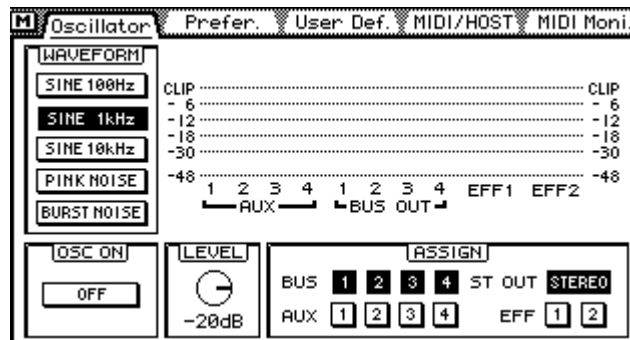 M Oscillator Prefer. User Def. MIDI/HOST MIDI Moni.
WAVEFORM
SINE 100Hz
SINE 1kHz
SINE 10kHz
PINK NOISE
BURST NOISE
CLIP CLIP
- 6 - 6
-12 -12
-18 -18
-30 -30
-48 -48
1 2 3 4 1 2 3 4 EFF1 EFF2
AUX BUS OUT
OSC ON
OFF
LEVEL
-20dB
ASSIGN
BUS 1 2 3 4 ST OUT STEREO
AUX 1 2 3 4 EFF 1 2